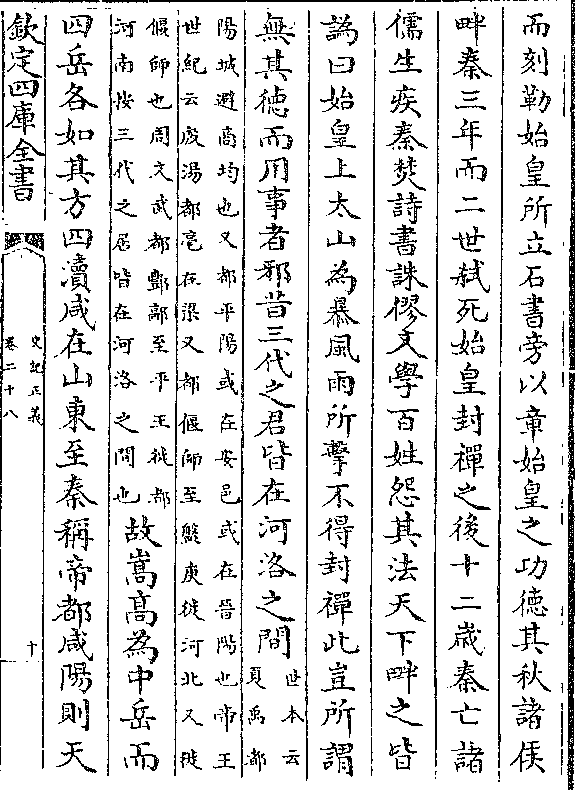 而刻勒始皇所立石書旁以章始皇之功德其秋諸侯
畔秦三年而二世弑死始皇封禪之後十二歳秦亡諸
儒生疾秦焚詩書誅僇文學百姓怨其法天下畔之皆
譌曰始皇上太山為暴風雨所擊不得封禪此豈所謂
無其徳而用事者邪昔三代之君皆在河洛之間
世本云
夏禹都
陽城避商均也又都平陽或在安邑或在晉陽也帝王
世紀云殷湯都亳在梁又都偃師至盤庚徙河北又徙
偃師也周文武都酆鄗至平王徙都
河南按三代之居皆在河洛之間也
故嵩高為中岳而
四岳各如其方四瀆咸在山東至秦稱帝都咸陽則天
欽定四庫全書
史記正義
卷二十八
十